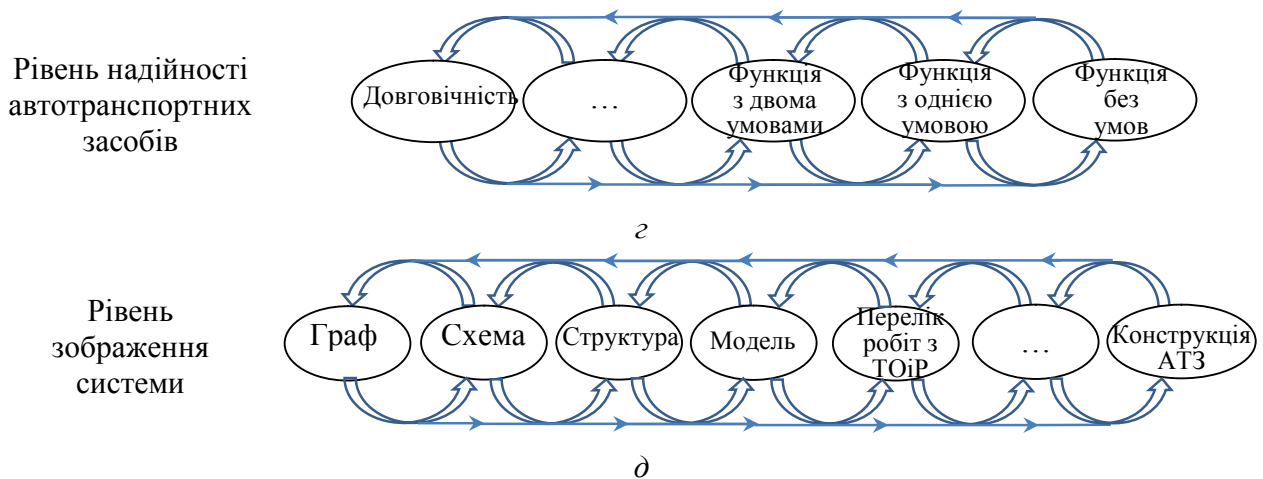 Рівень надійності
автотранспортних
засобів
Довговічність
…
Функція
з двома
умовами
Функція
з однією
умовою
Функція
без
умов
г
Рівень
зображення
системи
Граф
Схема
Структура
Модель
Перелік
робіт з
ТОіР
…
Конструкція
АТЗ
д